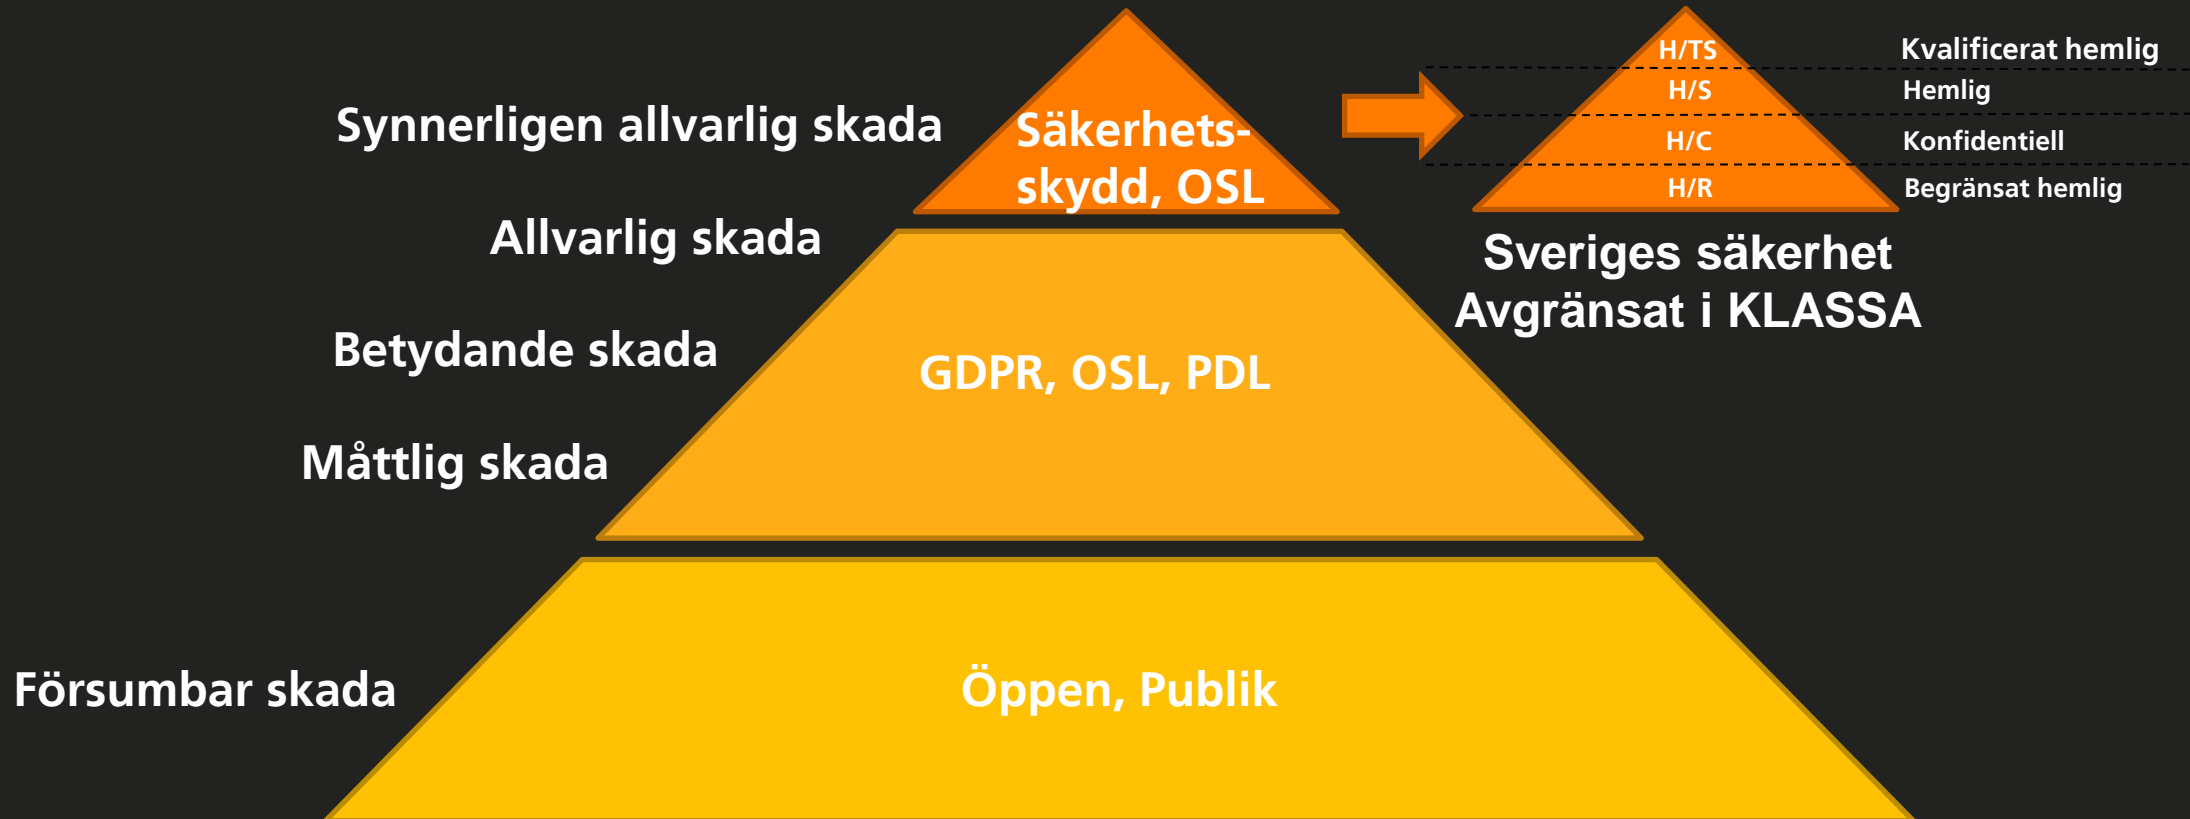 Synnerligen allvarlig skada
Allvarlig skada
Betydande skada
Måttlig skada
Försumbar skada
Säkerhets-
skydd, OSL
GDPR, OSL, PDL
Öppen, Publik
H/TS Kvalificerat hemlig
H/S Hemlig
H/C Konfidentiell
H/R Begränsat hemlig
Sveriges säkerhet
Avgränsat i KLASSA